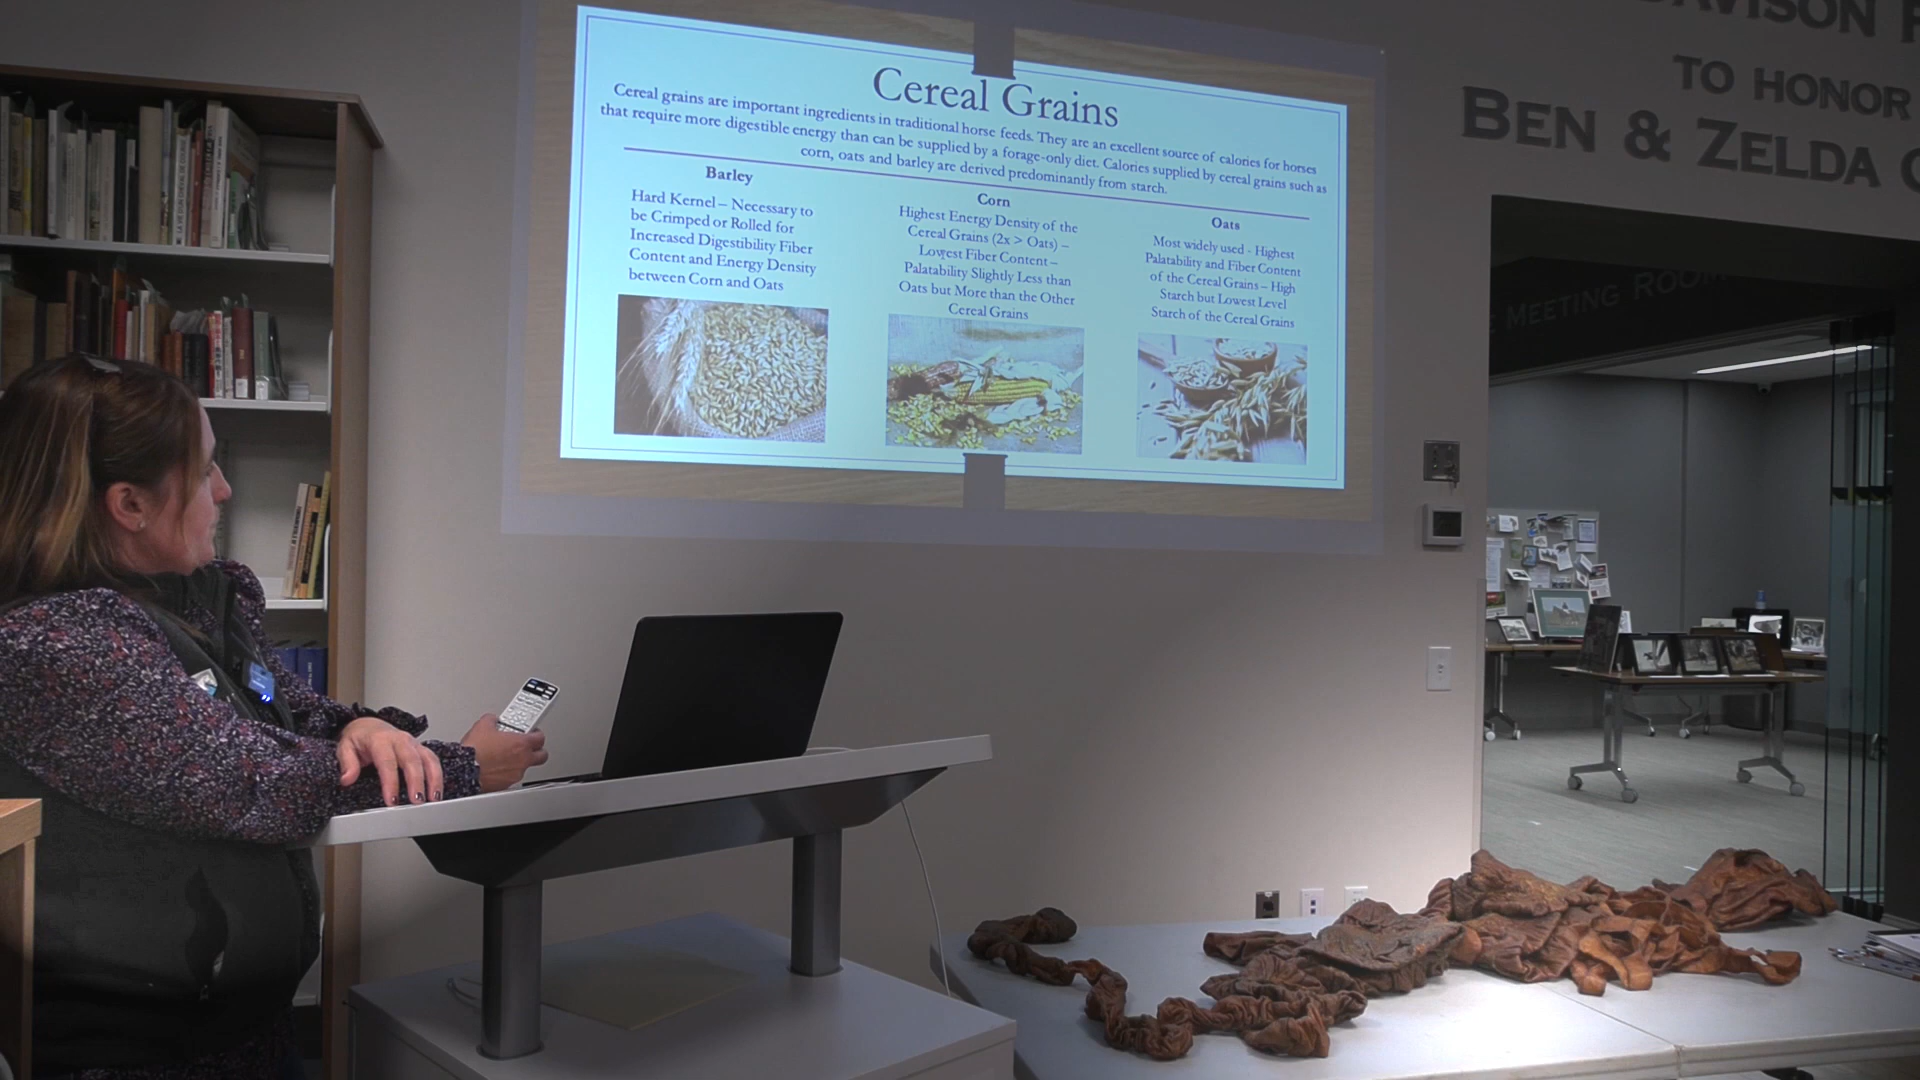 Cereal Grains
Cereal grains are important ingredients in traditional horse feeds. They are an excellent source of calories for horses
that require more digestible energy than can be supplied by a forage-only diet. Calories supplied by cereal grains such as
corn, oats and barley are derived predominantly from starch.
Barley
Hard Kernel – Necessary to
be Crimped or Rolled for
Increased Digestibility Fiber
Content and Energy Density
between Corn and Oats
Corn
Highest Energy Density of the
Cereal Grains (2x > Oats) –
Lowest Fiber Content –
Palatability Slightly Less than
Oats but More than the Other
Cereal Grains
Oats
Most widely used - Highest
Palatability and Fiber Content
of the Cereal Grains – High
Starch but Lowest Level
Starch of the Cereal Grains
TO HONOR
BEN & ZELDA
MEETING ROOM